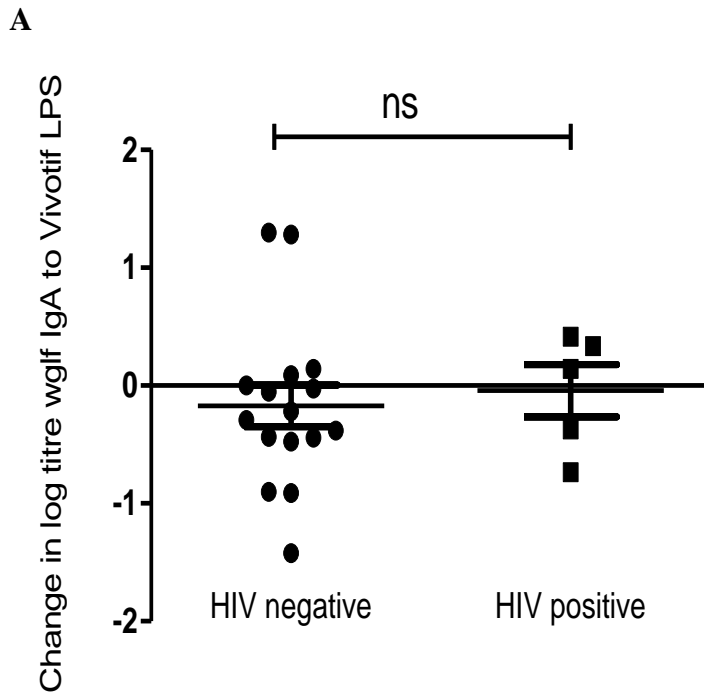 A
Change in log titre wglf IgA to Vivotif LPS
ns
2
1
0
-1
-2
HIV negative
HIV positive